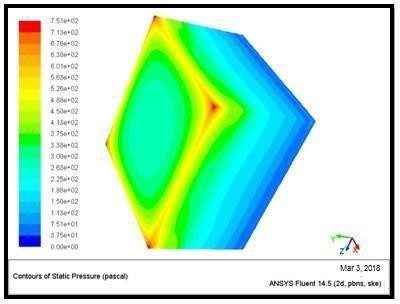 7.51e+02
7.13e+02
6.76e+02
6.38e+02
6.01e+02
5.63e+02
5.26e+02
4.88e+02
4.51e+02
4.13e+02
3.75e+02
3.38e+02
3.00e+02
2.63e+02
2.25e+02
1.88e+02
1.50e+02
1.13e+02
7.51e+01
3.75e+01
0.00e+00
Y
Z
X
Mar 3, 2018
Contours of Static Pressure (pascal)
ANSYS Fluent 14.5 (2d, pbns, ske)